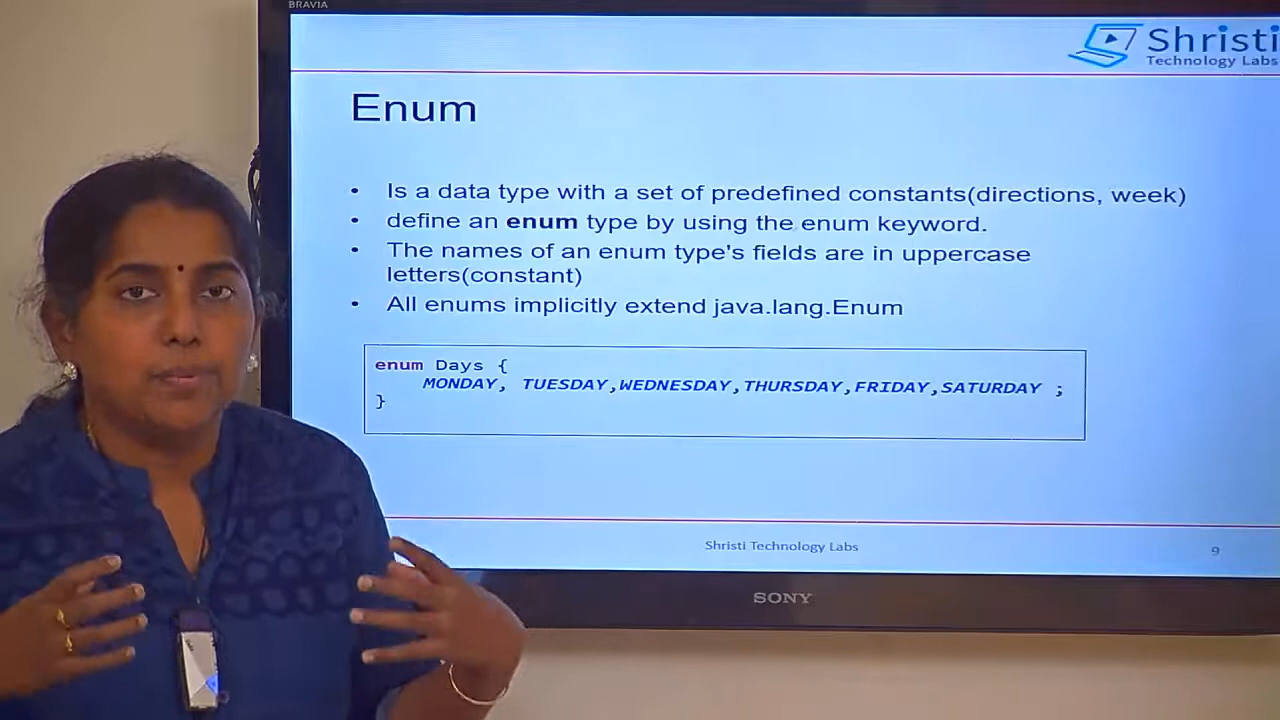 BRAVIA
Shristi
Technology Labs
Enum
• Is a data type with a set of predefined constants(directions, week)
• define an enum type by using the enum keyword.
• The names of an enum type's fields are in uppercase
letters(constant)
• All enums implicitly extend java.lang.Enum
enum Days {
MONDAY, TUESDAY,WEDNESDAY,THURSDAY,FRIDAY,SATURDAY ;
}
Shristi Technology Labs
9
SONY